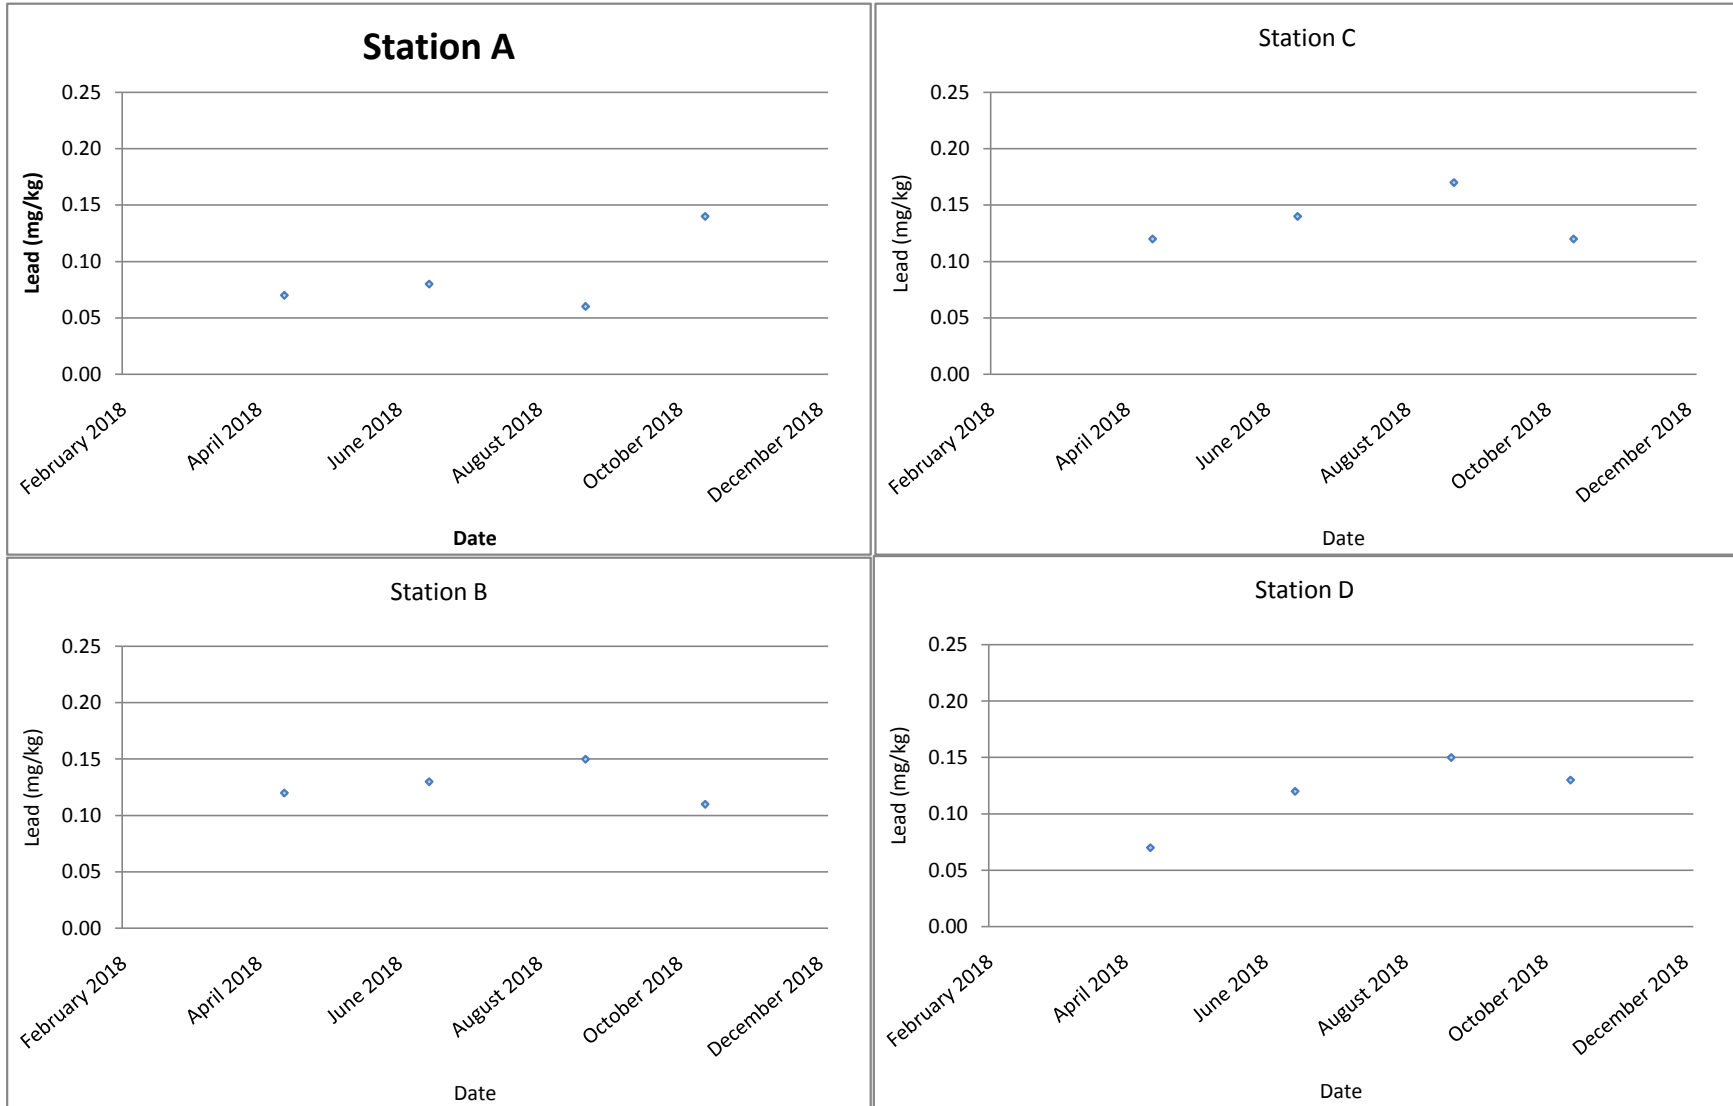 Station A
0.25
0.20
0.15
0.10
0.05
0.00
Lead (mg/kg)
February 2018
April 2018
June 2018
August 2018
October 2018
December 2018
Date
Station C
0.25
0.20
0.15
0.10
0.05
0.00
Lead (mg/kg)
February 2018
April 2018
June 2018
August 2018
October 2018
December 2018
Date
Station B
0.25
0.20
0.15
0.10
0.05
0.00
Lead (mg/kg)
February 2018
April 2018
June 2018
August 2018
October 2018
December 2018
Date
Station D
0.25
0.20
0.15
0.10
0.05
0.00
Lead (mg/kg)
February 2018
April 2018
June 2018
August 2018
October 2018
December 2018
Date